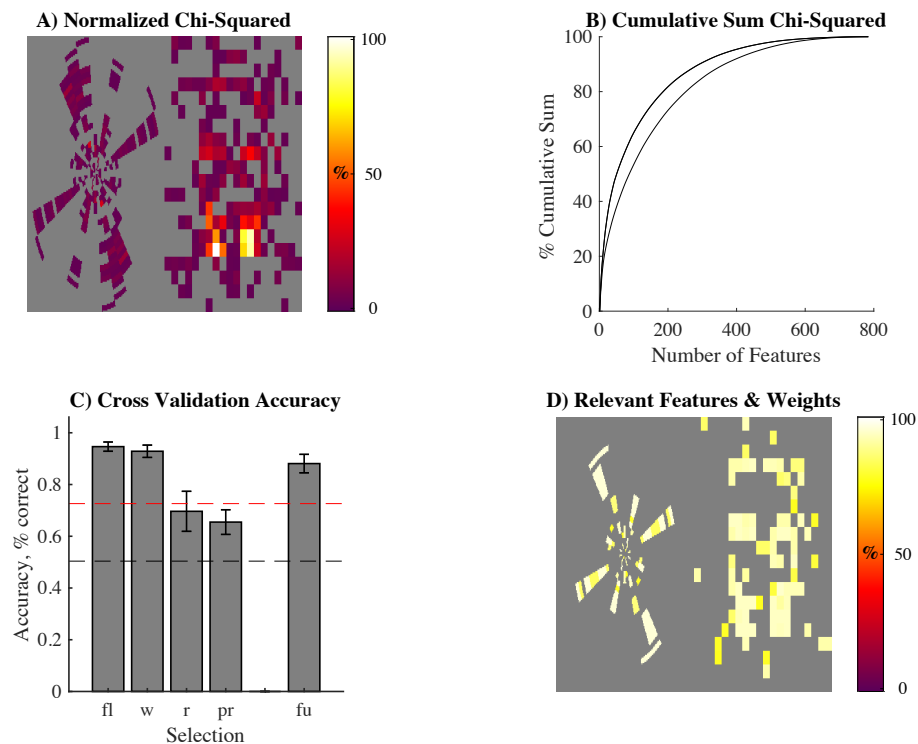 A) Normalized Chi-Squared
100
%
50
0
B) Cumulative Sum Chi-Squared
% Cumulative Sum
100
80
60
40
20
0
0 200 400 600 800
Number of Features
C) Cross Validation Accuracy
Accuracy, % correct
1
0.8
0.6
0.4
0.2
0
fl w r pr fu
Selection
D) Relevant Features & Weights
100
%
50
0